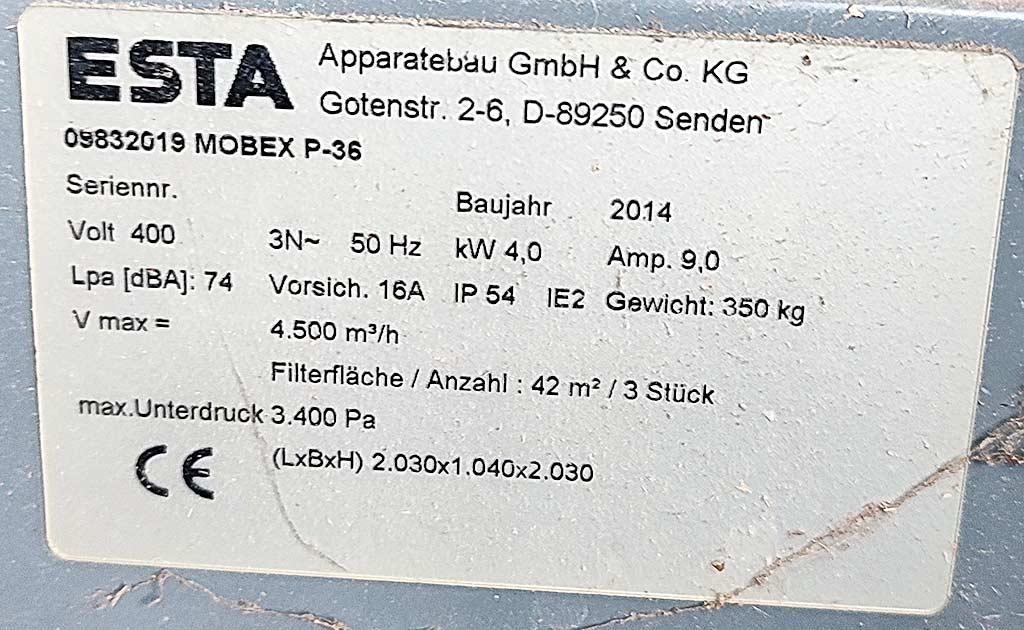 ESTA Apparatebau GmbH & Co. KG
Gotenstr. 2-6, D-89250 Senden
09832019 MOBEX P-36
Seriennr. Baujahr 2014
Volt 400 3N~ 50 Hz kW 4,0 Amp. 9,0
Lpa [dBA]: 74 Vorsich. 16A IP 54 IE2 Gewicht: 350 kg
V max = 4.500 m³/h
Filterfläche / Anzahl : 42 m² / 3 Stück
max.Unterdruck 3.400 Pa
CE (LxBxH) 2.030x1.040x2.030